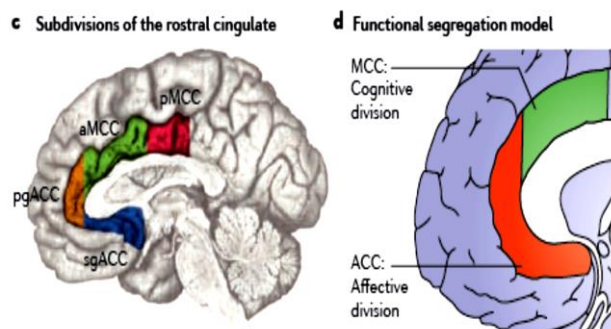 c Subdivisions of the rostral cingulate
pMCC
aMCC
pgACC
sgACC
d Functional segregation model
MCC:
Cognitive
division
ACC:
Affective
division